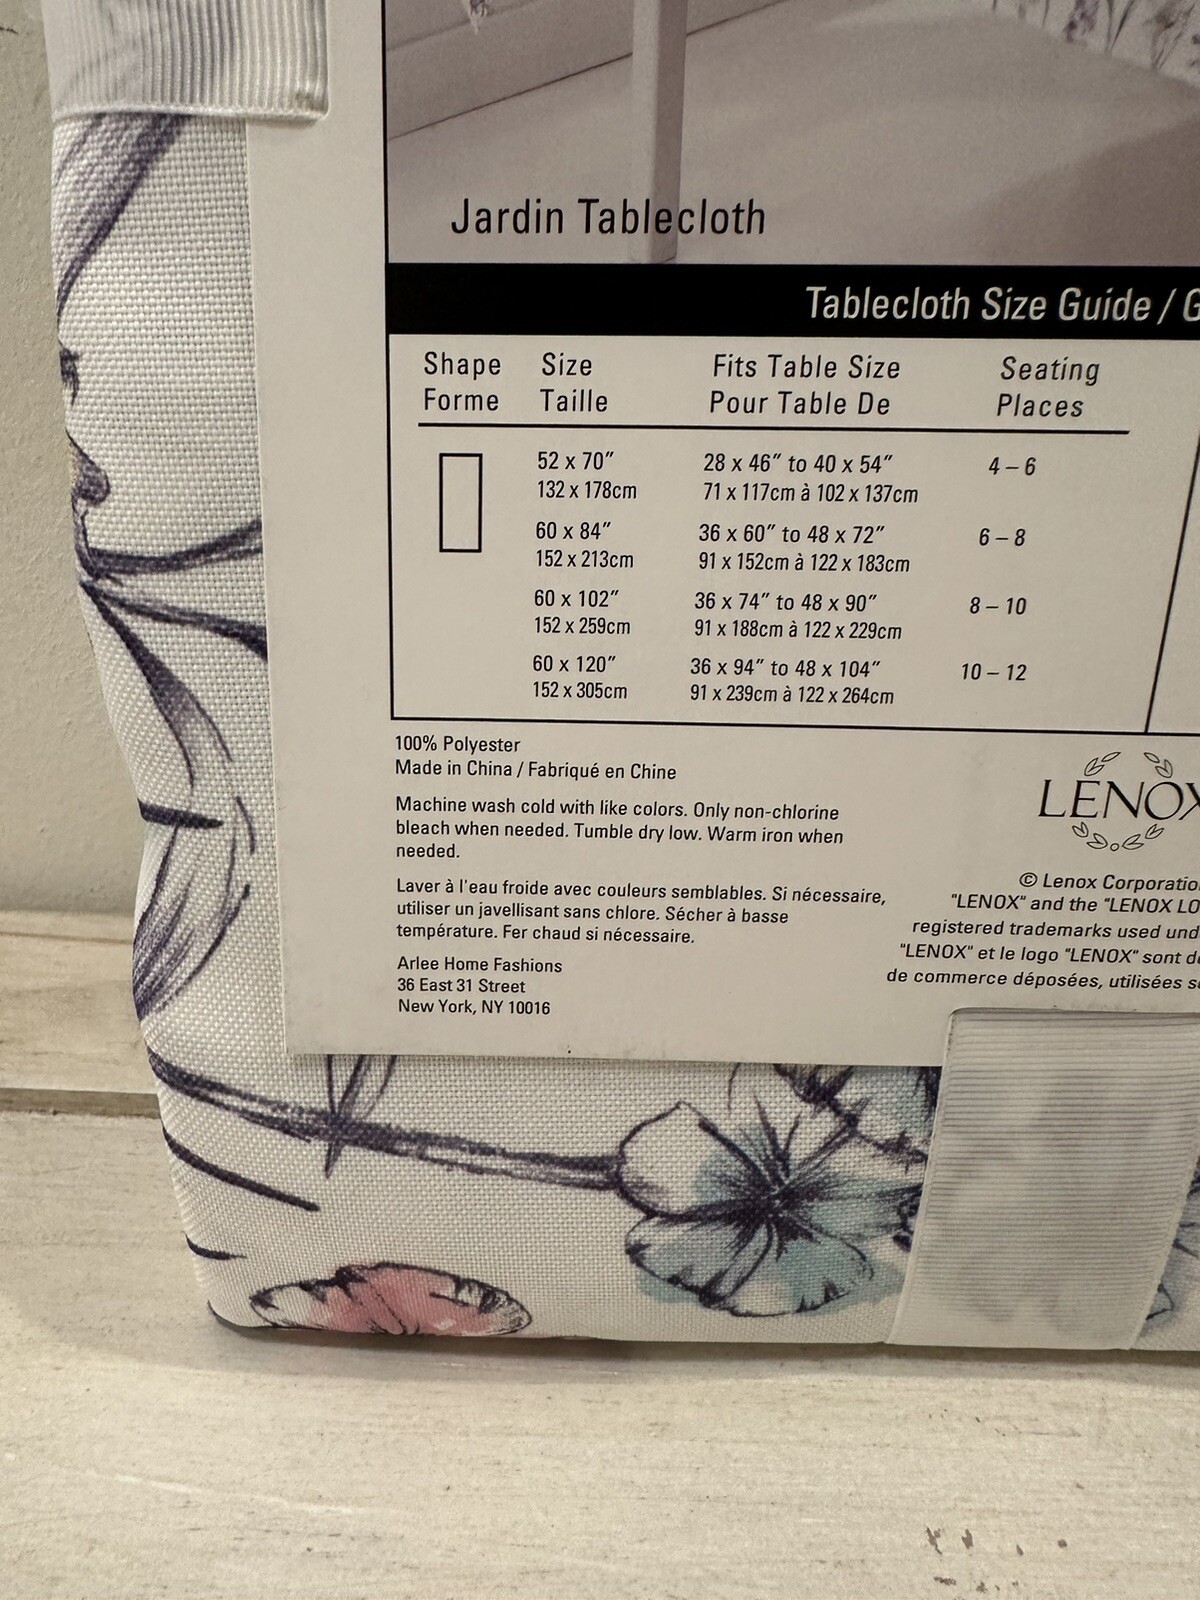 Jardin Tablecloth
Tablecloth Size Guide /
Shape Size Fits Table Size Seating
Forme Taille Pour Table De Places
52 x 70" 28 x 46" to 40 x 54" 4 – 6
132 x 178cm 71 x 117cm à 102 x 137cm
60 x 84" 36 x 60" to 48 x 72" 6 – 8
152 x 213cm 91 x 152cm à 122 x 183cm
60 x 102" 36 x 74" to 48 x 90" 8 – 10
152 x 259cm 91 x 188cm à 122 x 229cm
60 x 120" 36 x 94" to 48 x 104" 10 – 12
152 x 305cm 91 x 239cm à 122 x 264cm
100% Polyester
Made in China / Fabriqué en Chine
Machine wash cold with like colors. Only non-chlorine
bleach when needed. Tumble dry low. Warm iron when
needed.
Laver à l'eau froide avec couleurs semblables. Si nécessaire,
utiliser un javellisant sans chlore. Sécher à basse
température. Fer chaud si nécessaire.
Arlee Home Fashions
36 East 31 Street
New York, NY 10016
LENOX
© Lenox
"LENOX" and the "LENOX
registered trademarks used
"LENOX" et le logo "LENOX" sont
de commerce déposées, utilisées